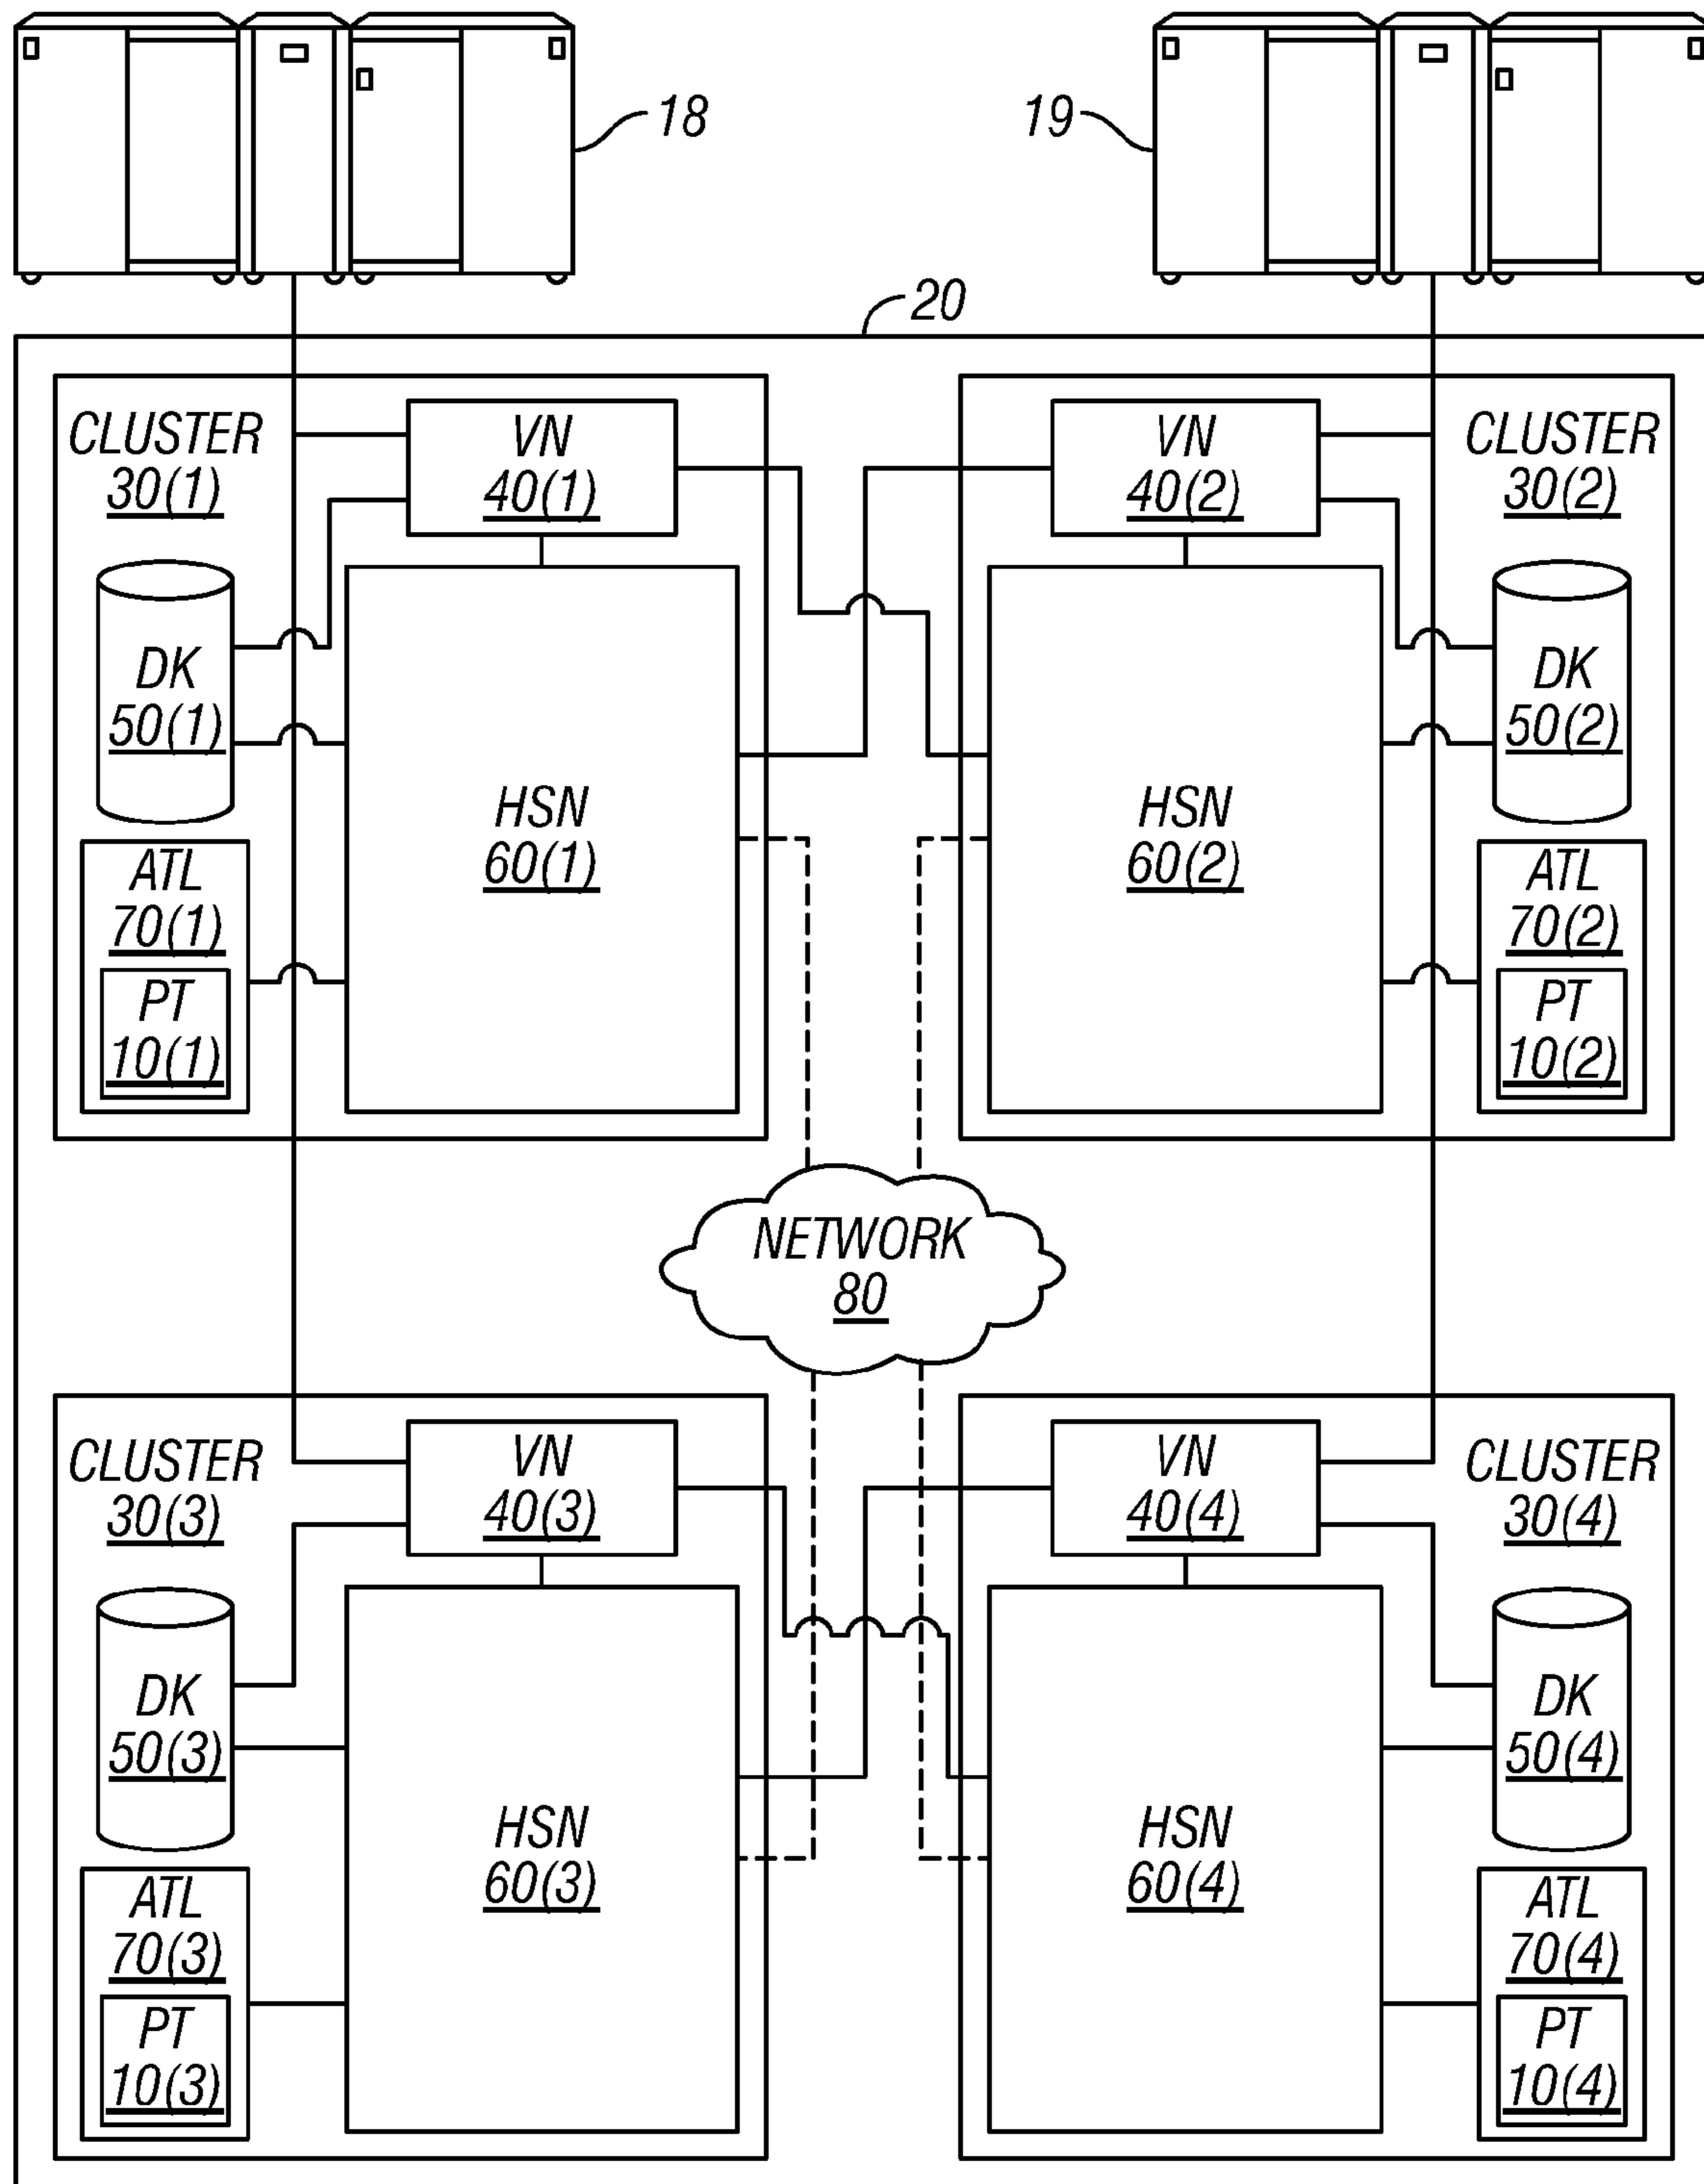 18
19
20
CLUSTER
30(1)
VN
40(1)
DK
50(1)
HSN
60(1)
ATL
70(1)
PT
10(1)
VN
40(2)
CLUSTER
30(2)
DK
50(2)
HSN
60(2)
ATL
70(2)
PT
10(2)
NETWORK
80
CLUSTER
30(3)
VN
40(3)
DK
50(3)
HSN
60(3)
ATL
70(3)
PT
10(3)
VN
40(4)
CLUSTER
30(4)
DK
50(4)
HSN
60(4)
ATL
70(4)
PT
10(4)